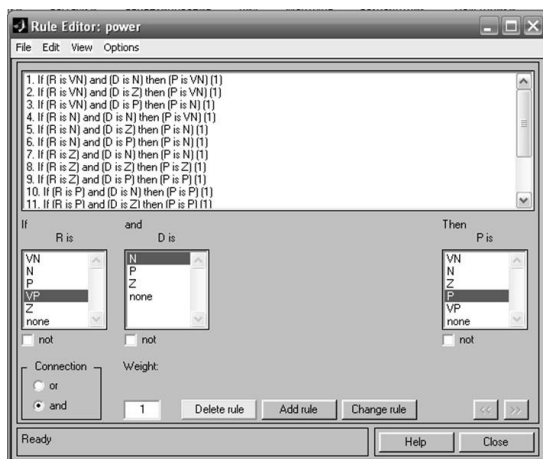 Rule Editor: power
File Edit View Options
1. If (R is VN) and (D is N) then (P is VN) (1)
2. If (R is VN) and (D is Z) then (P is VN) (1)
3. If (R is VN) and (D is P) then (P is N) (1)
4. If (R is N) and (D is N) then (P is VN) (1)
5. If (R is N) and (D is Z) then (P is N) (1)
6. If (R is N) and (D is P) then (P is N) (1)
7. If (R is Z) and (D is N) then (P is N) (1)
8. If (R is Z) and (D is Z) then (P is Z) (1)
9. If (R is Z) and (D is P) then (P is P) (1)
10. If (R is P) and (D is N) then (P is P) (1)
11. If (R is P) and (D is Z) then (P is P) (1)
If and Then
R is D is P is
VN N VN
N P N
P Z Z
VP none P
Z VP
none none
not not not
Connection Weight:
or
and 1 Delete rule Add rule Change rule << >>
Ready Help Close